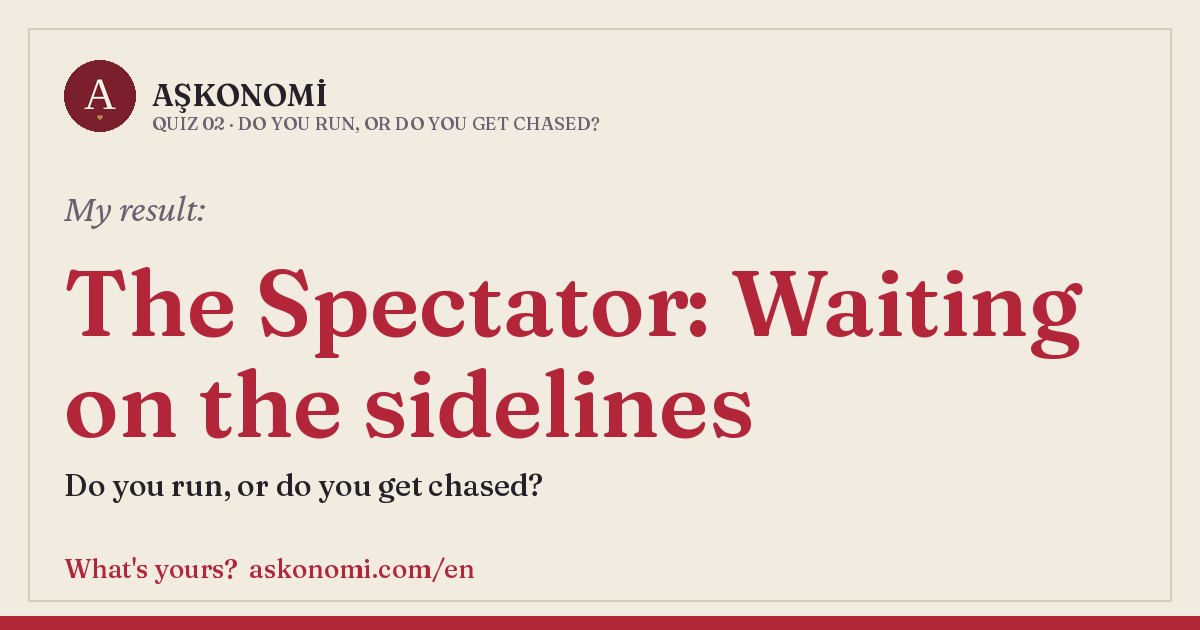 A
AŞKONOMİ
QUIZ 02 · DO YOU RUN, OR DO YOU GET CHASED?
My result:
The Spectator: Waiting
on the sidelines
Do you run, or do you get chased?
What's yours? askonomi.com/en